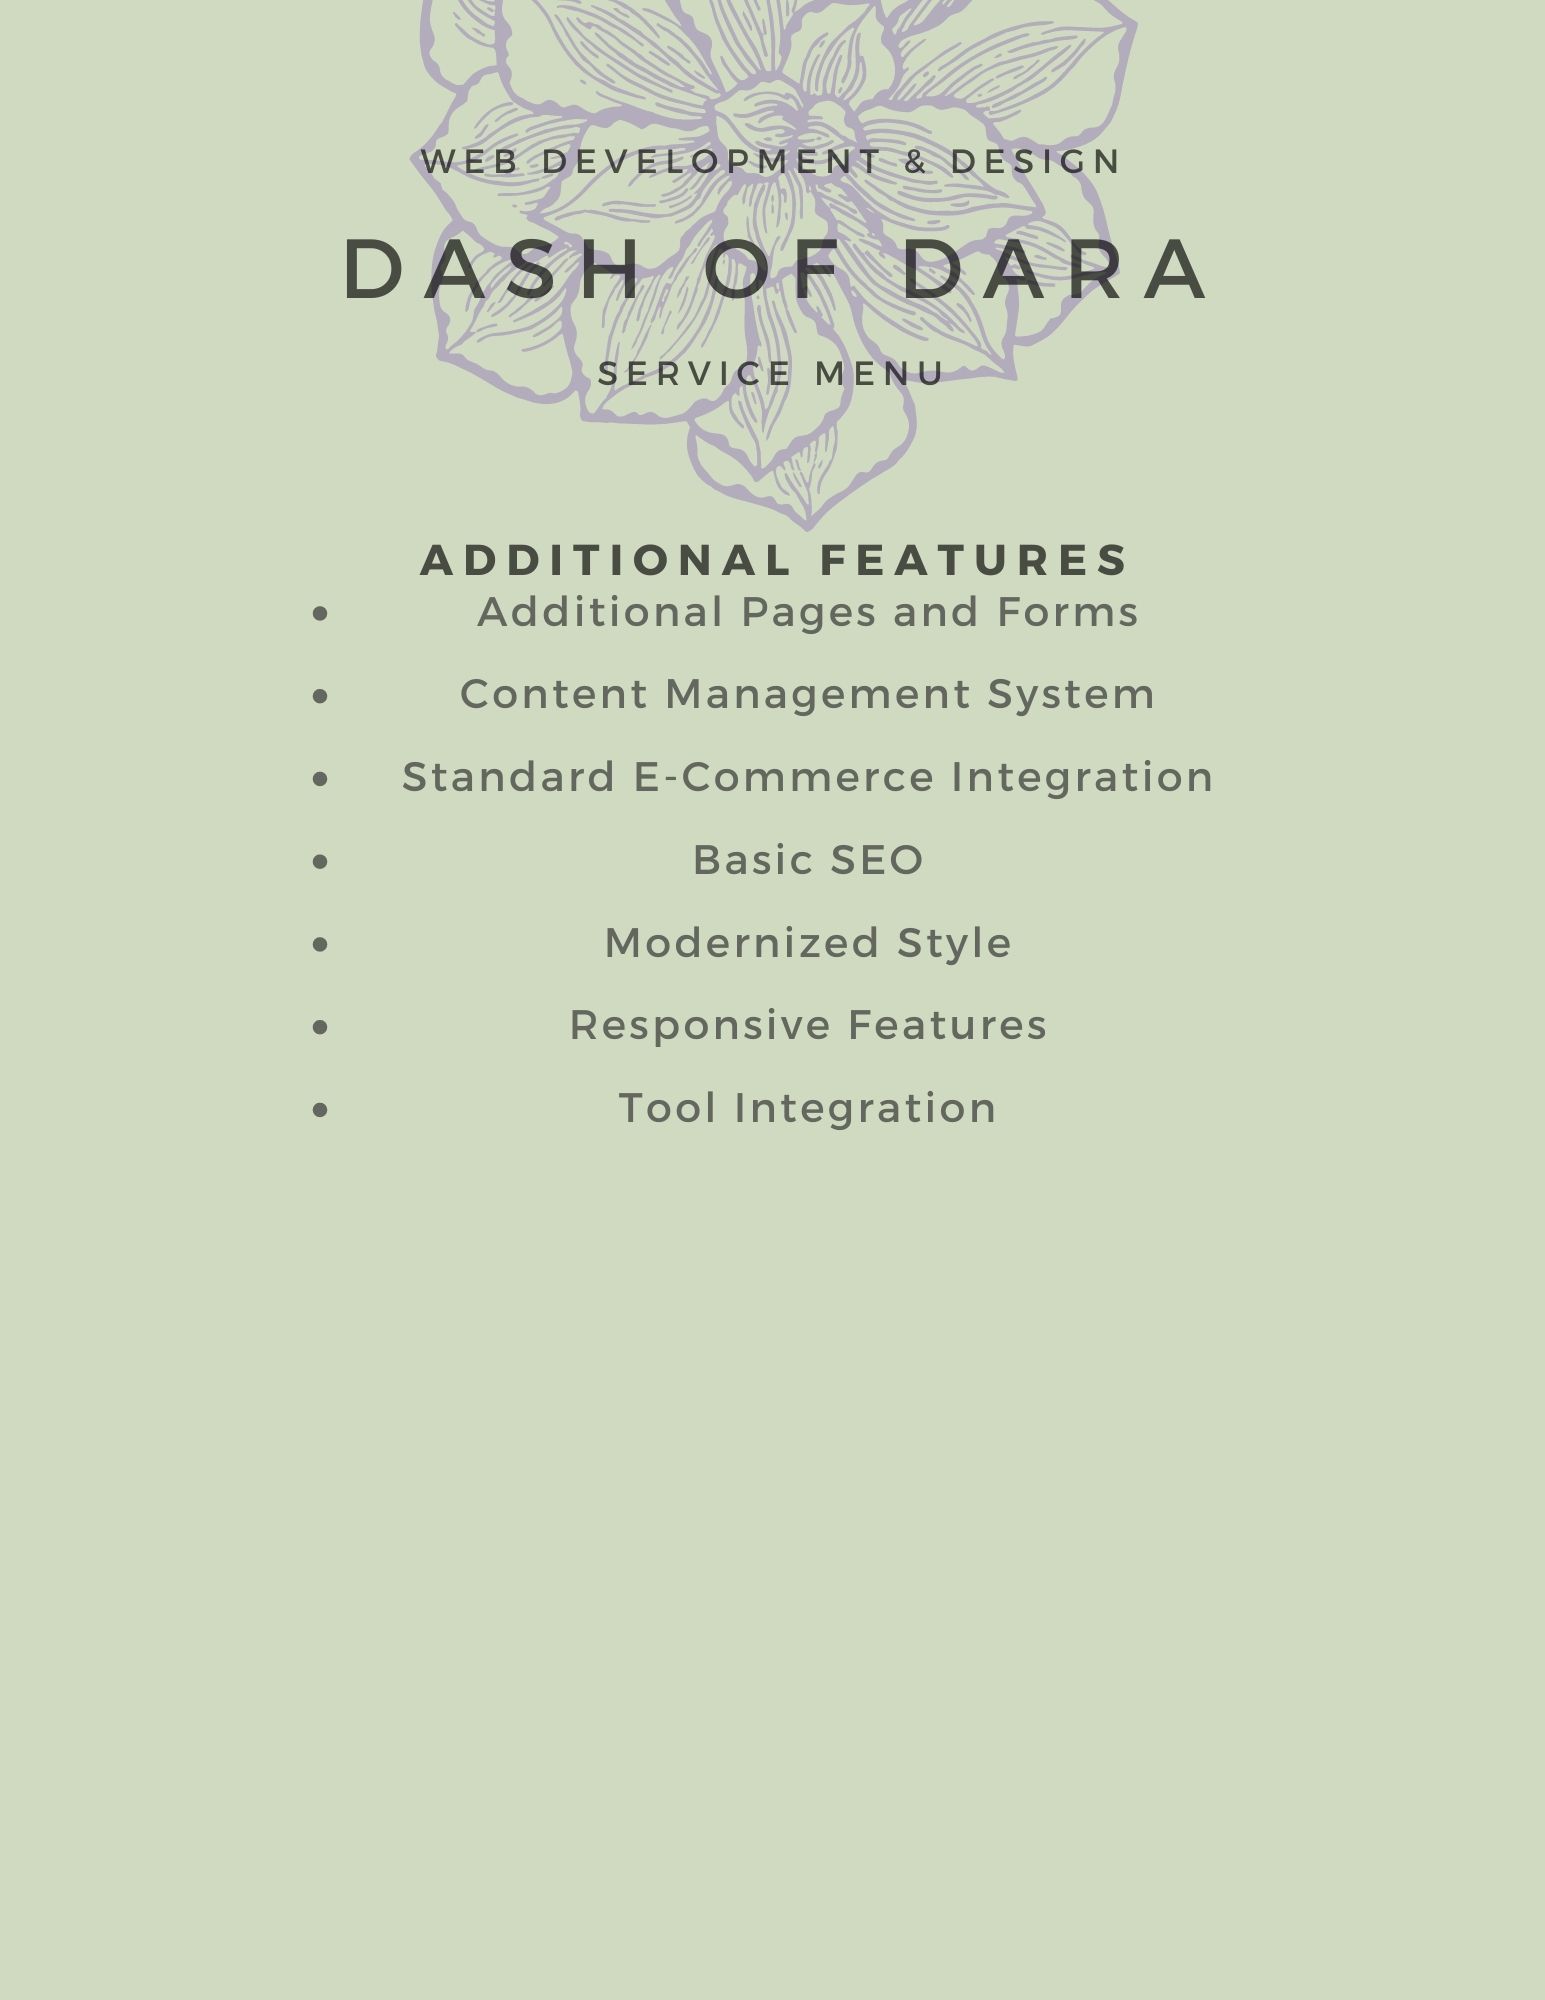 WEB DEVELOPMENT & DESIGN
DASH OF DARA
SERVICE MENU
ADDITIONAL FEATURES
• Additional Pages and Forms
• Content Management System
• Standard E-Commerce Integration
• Basic SEO
• Modernized Style
• Responsive Features
• Tool Integration